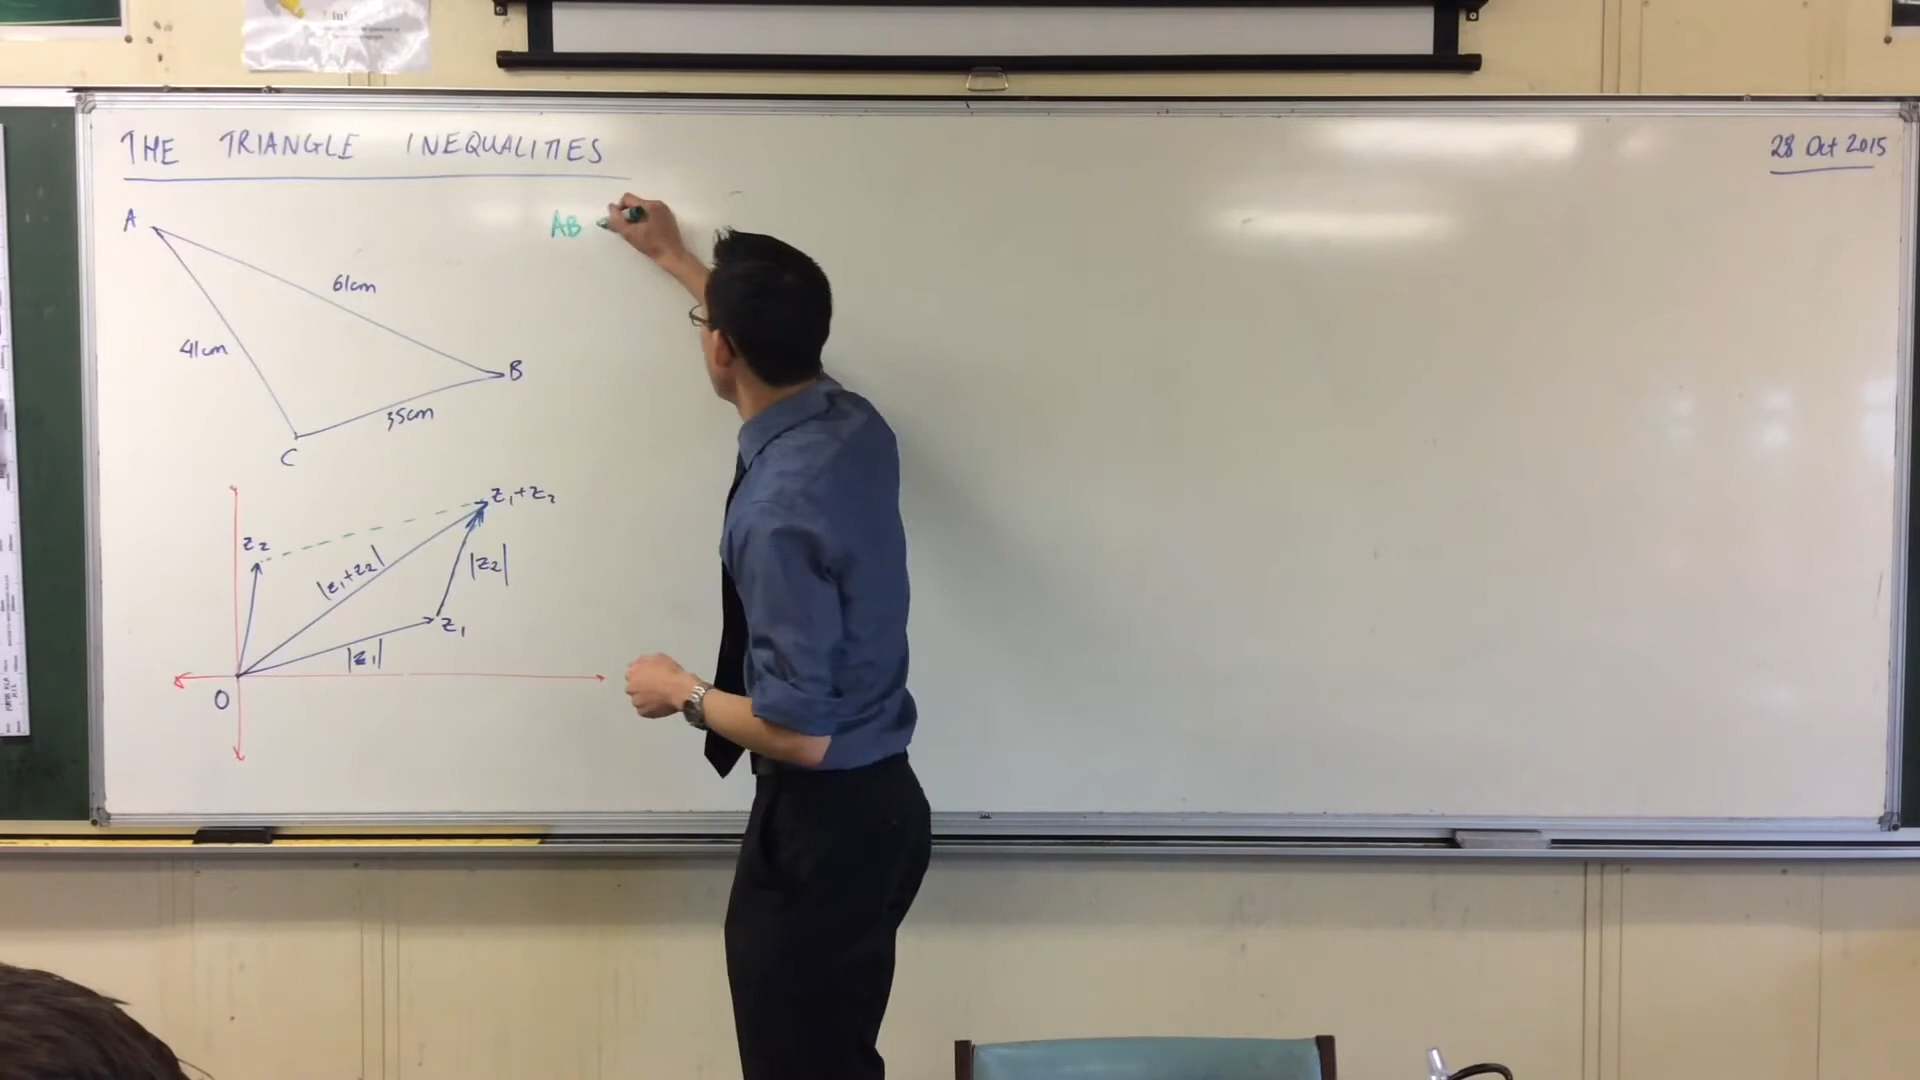 THE TRIANGLE INEQUALITIES
28 Oct 2015
A
AB
61cm
41cm
B
35cm
C
z₁+z₂
z₂
|z₁+z₂|
|z₂|
z₁
|z₁|
O